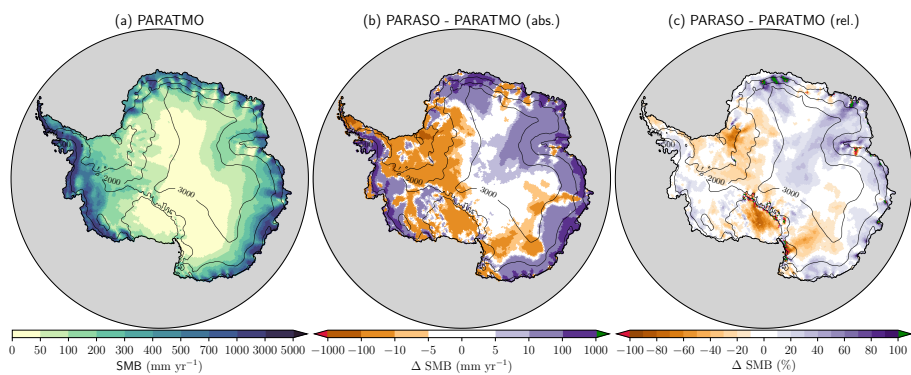 (a) PARATMO
(b) PARASO - PARATMO (abs.)
(c) PARASO - PARATMO (rel.)
2000
3000
2000
3000
2000
3000
0 50 100 200 300 500 700 1000 3000 5000
−1000 −100 −10 −5 0 5 10 100 1000
−100 −80 −60 −40 −20 0 20 40 60 80 100
SMB (mm yr⁻¹)
Δ SMB (mm yr⁻¹)
Δ SMB (%)